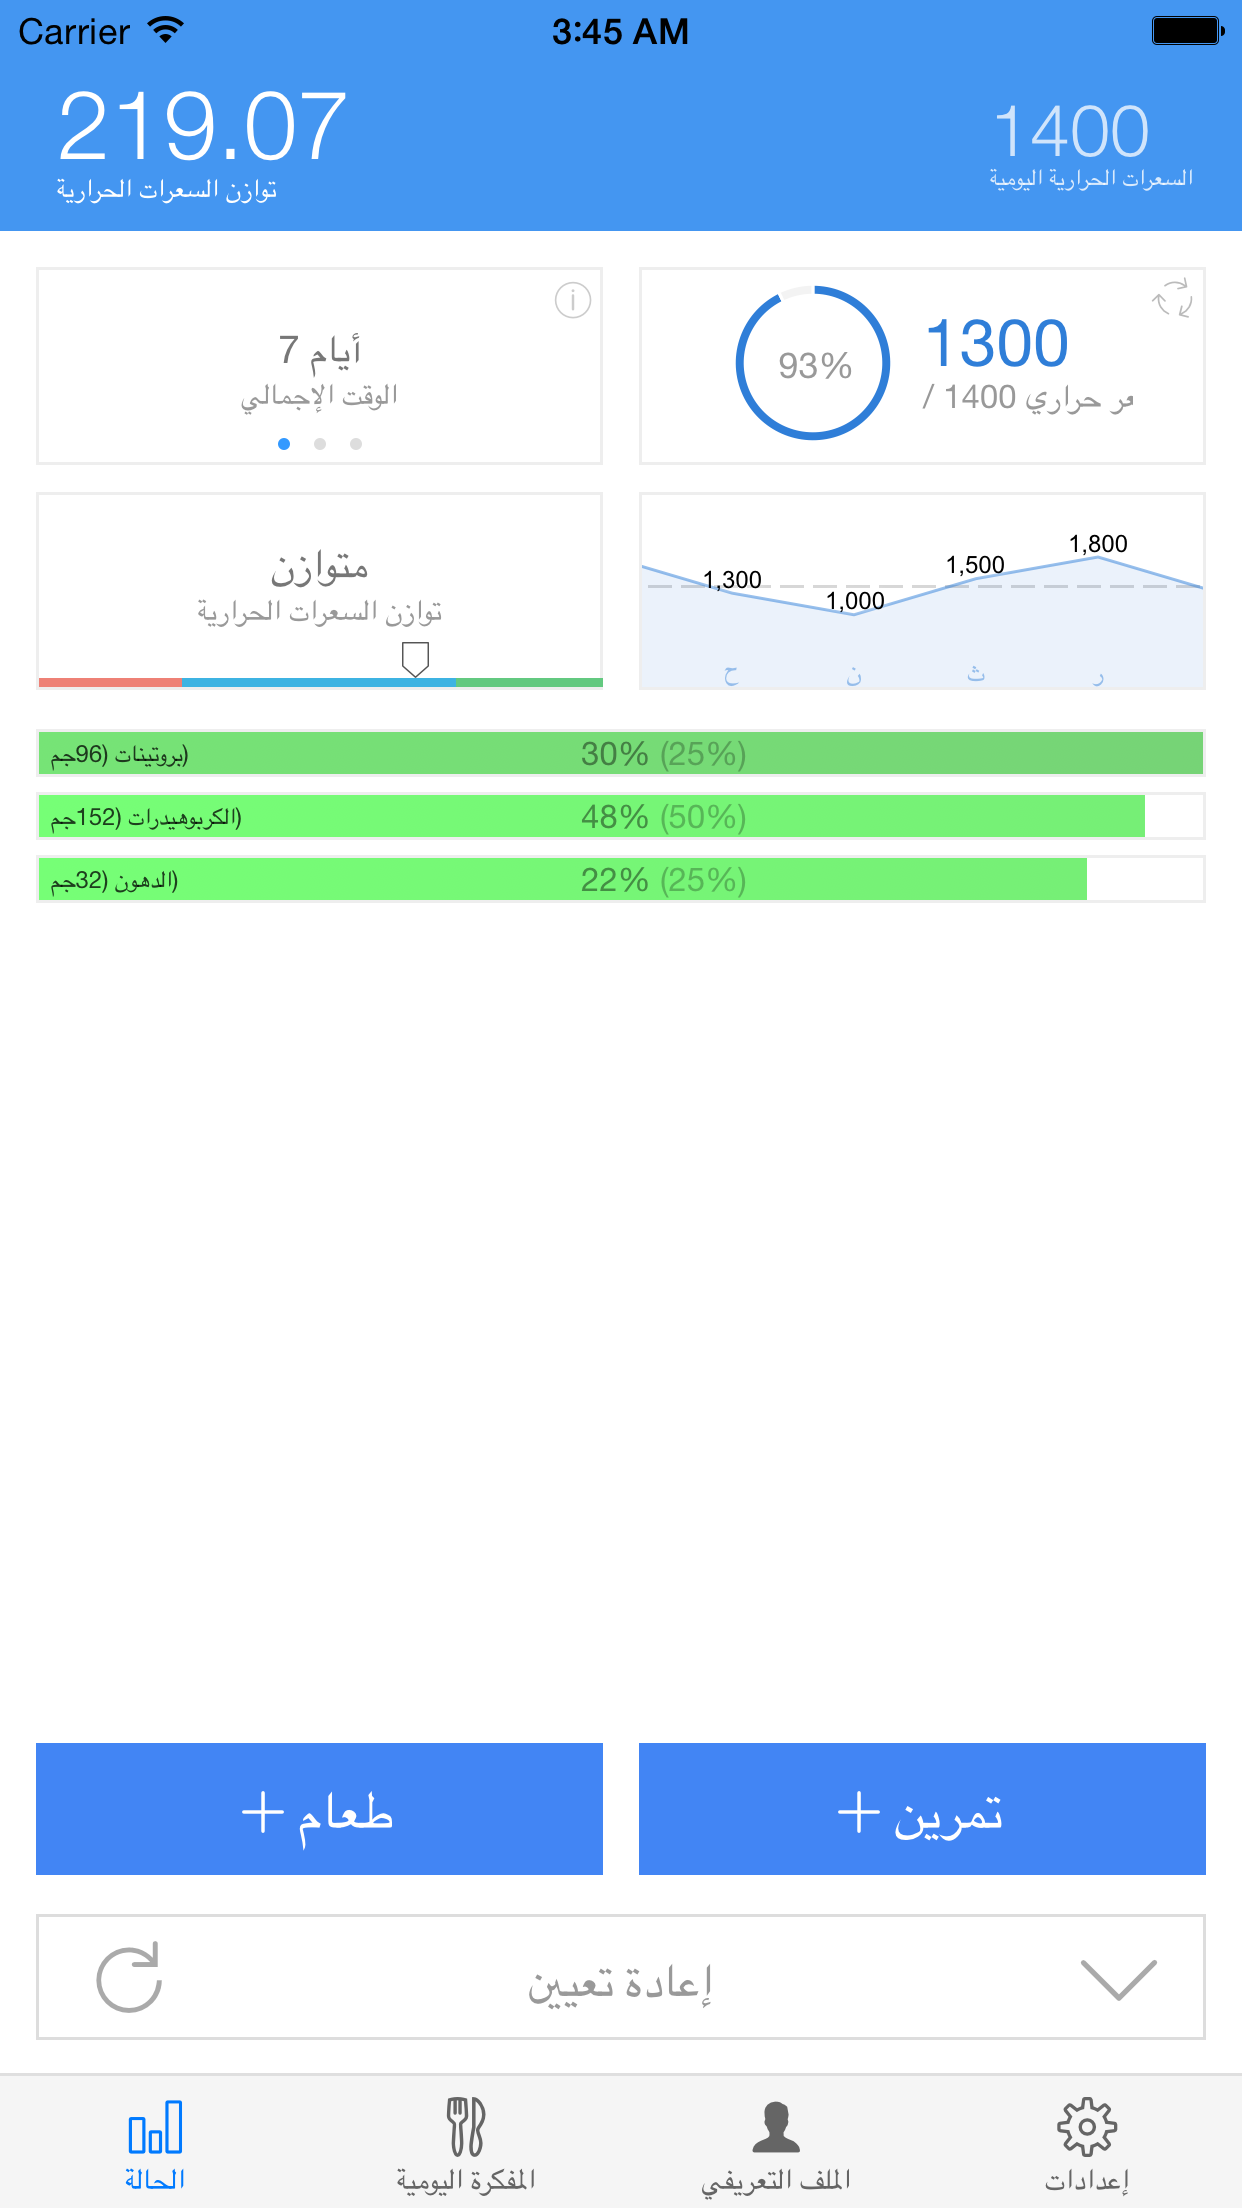 Carrier 3:45 AM
219.07
توازن السعرات الحرارية
1400
السعرات الحرارية اليومية
7 أيام
الوقت الإجمالي
93%
1300
/ 1400 حراري
متوازن
توازن السعرات الحرارية
1,300
1,000
1,500
1,800
ح
ن
ث
ر
بروتينات (96جم)
30% (25%)
الكربوهيدرات (152جم)
48% (50%)
الدهون (32جم)
22% (25%)
+ طعام
+ تمرين
إعادة تعيين
الحالة
المفكرة اليومية
الملف التعريفي
إعدادات